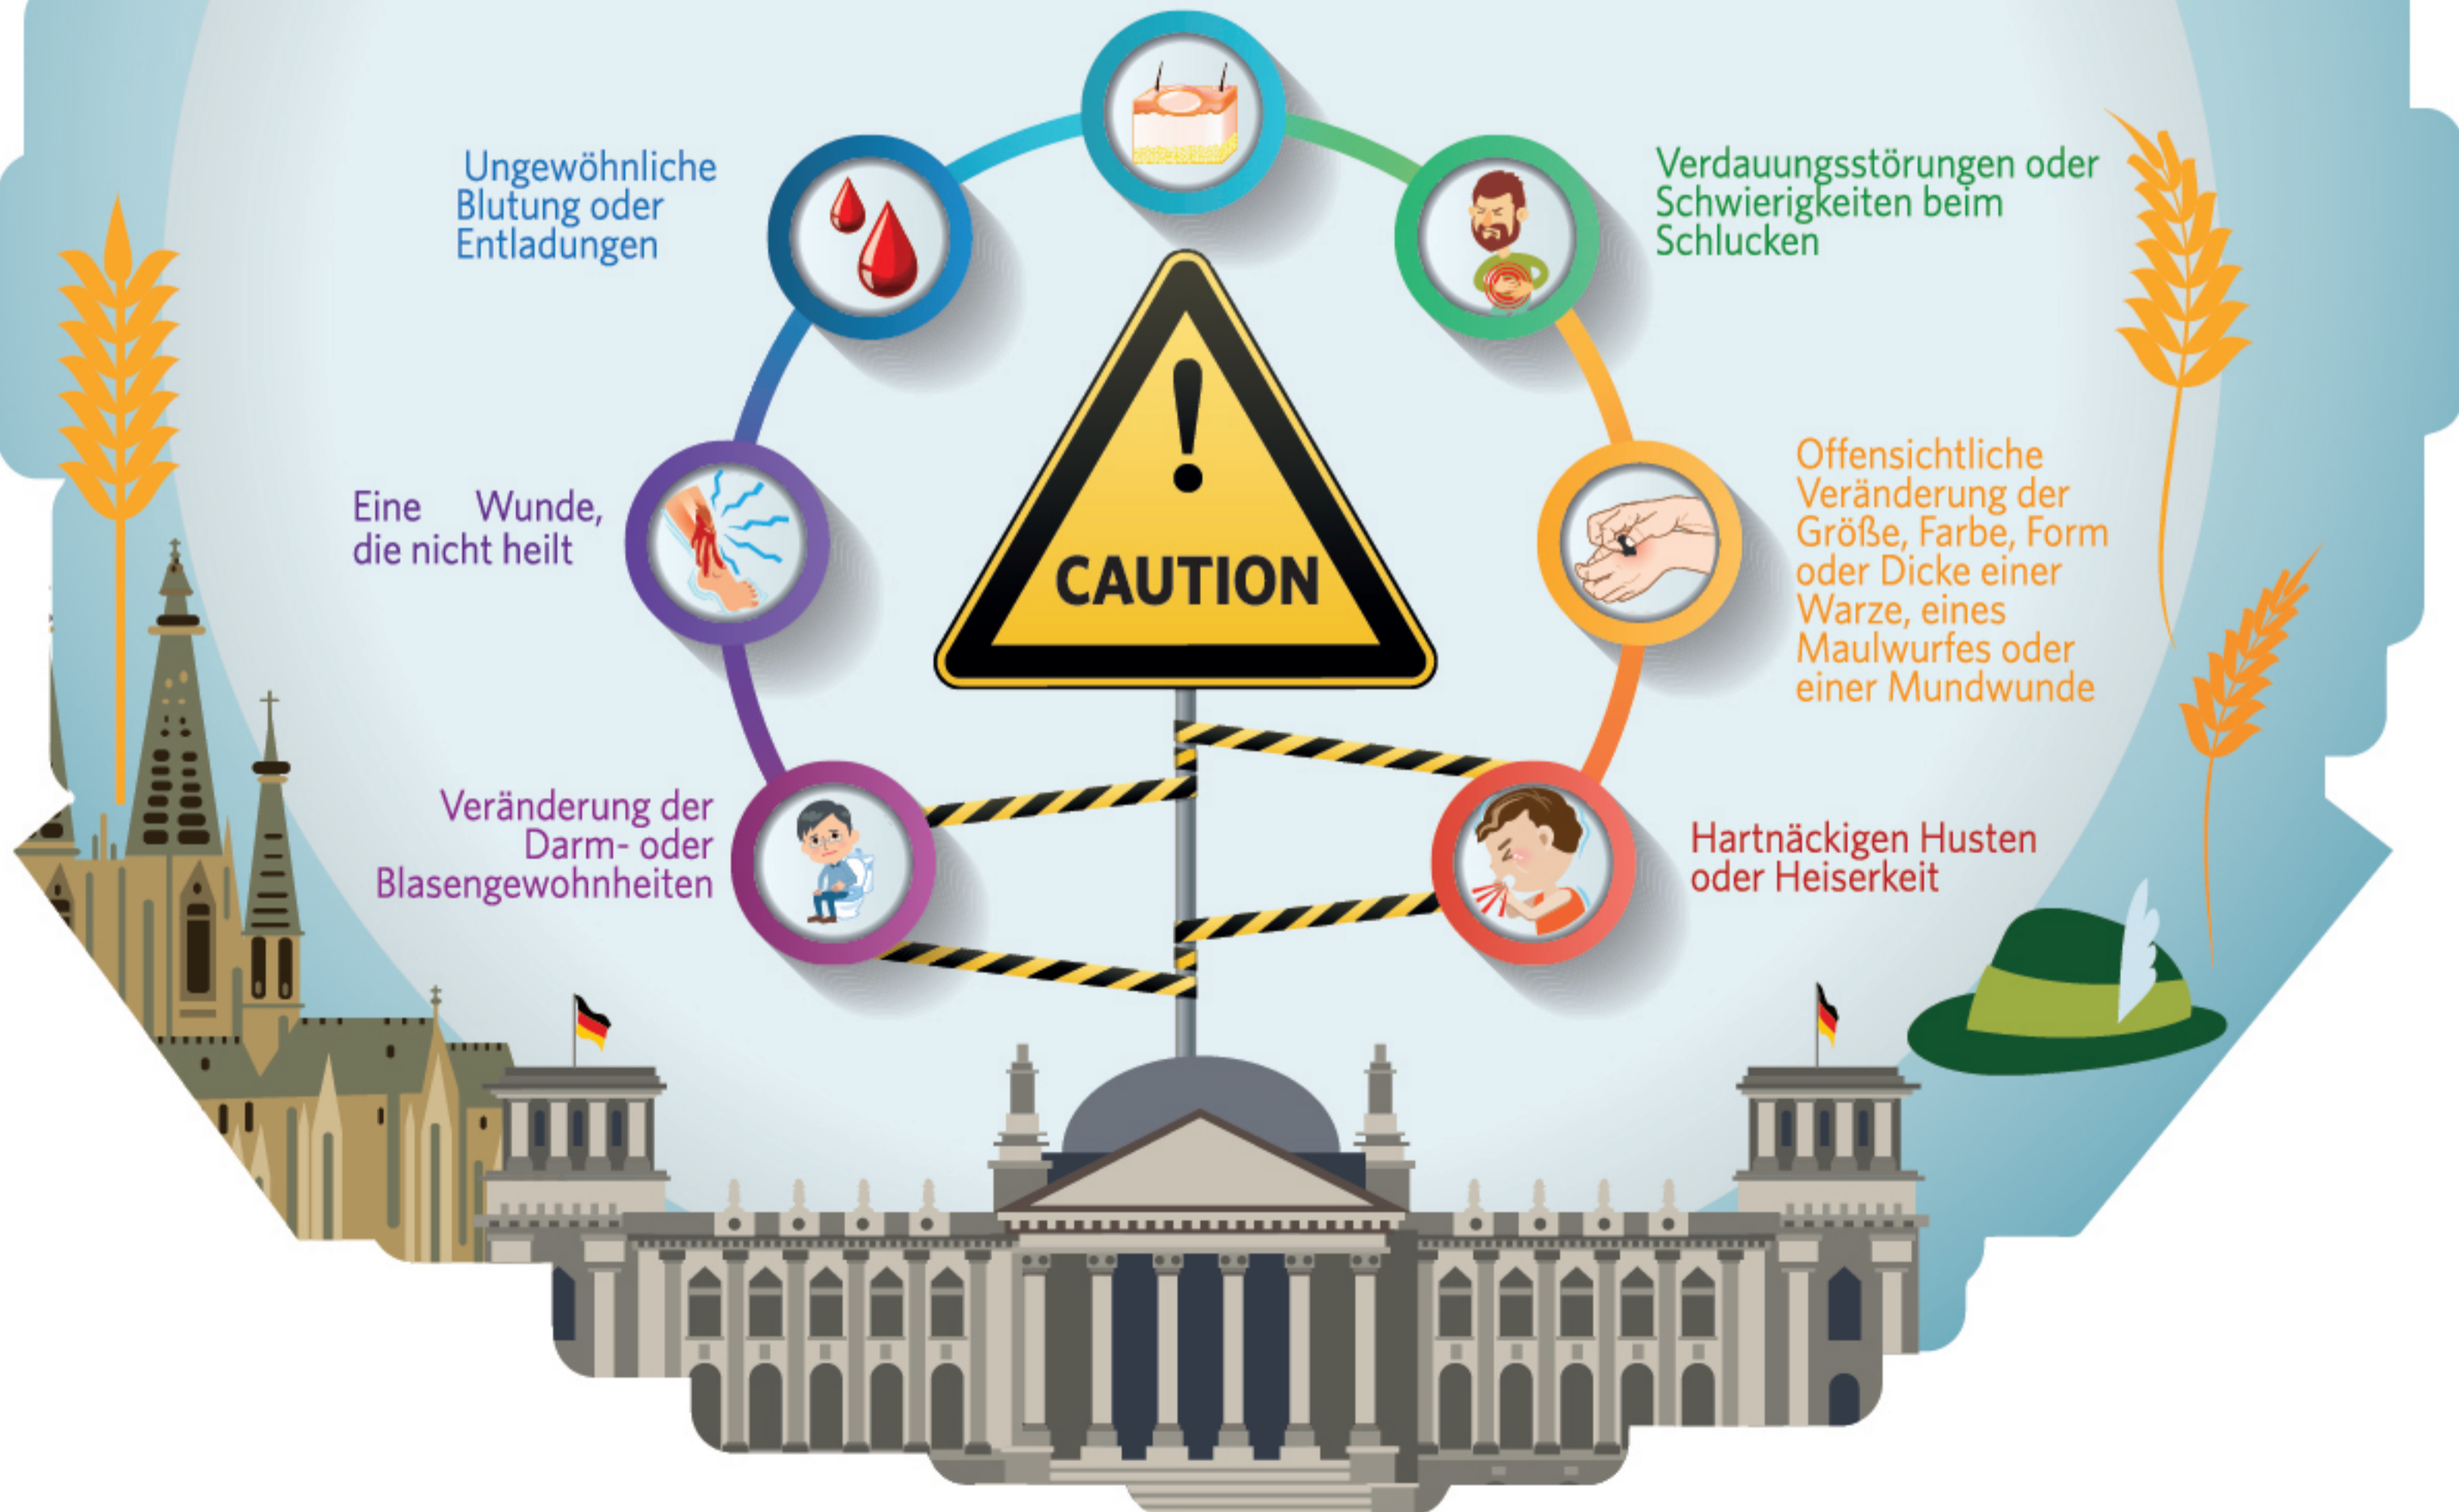 Ungewöhnliche
Blutung oder
Entladungen
Verdauungsstörungen oder
Schwierigkeiten beim
Schlucken
Eine Wunde,
die nicht heilt
CAUTION
Offensichtliche
Veränderung der
Größe, Farbe, Form
oder Dicke einer
Warze, eines
Maulwurfes oder
einer Mundwunde
Veränderung der
Darm- oder
Blasengewohnheiten
Hartnäckigen Husten
oder Heiserkeit